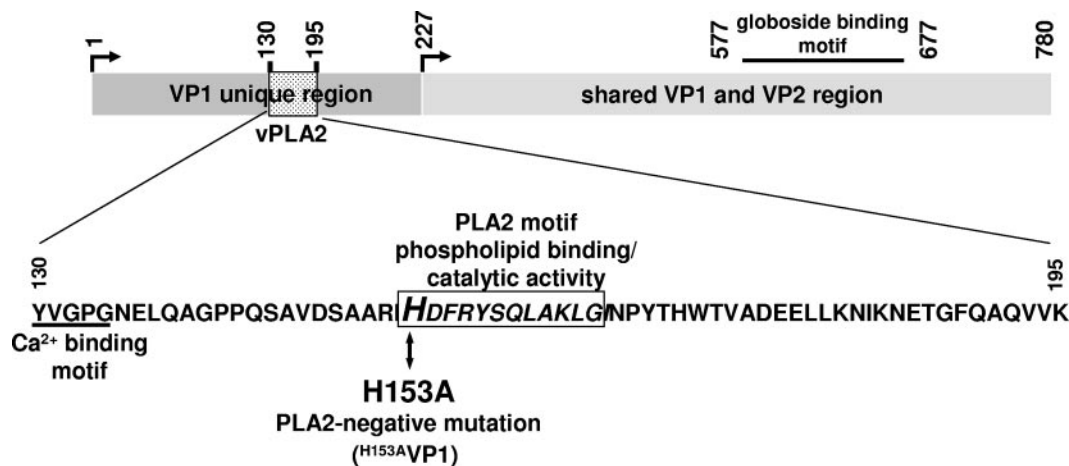 globoside binding
motif
1
130
195
227
577
677
780
VP1 unique region
shared VP1 and VP2 region
vPLA2
PLA2 motif
phospholipid binding/
catalytic activity
130
195
YVGPGNELQAGPPQSAVDSAARIHDFRYSQLAKLGINPYTHWTVADEELLKNIKNETGFQAQVVK
Ca²⁺ binding
motif
H153A
PLA2-negative mutation
(ᴴ¹⁵³ᴬVP1)